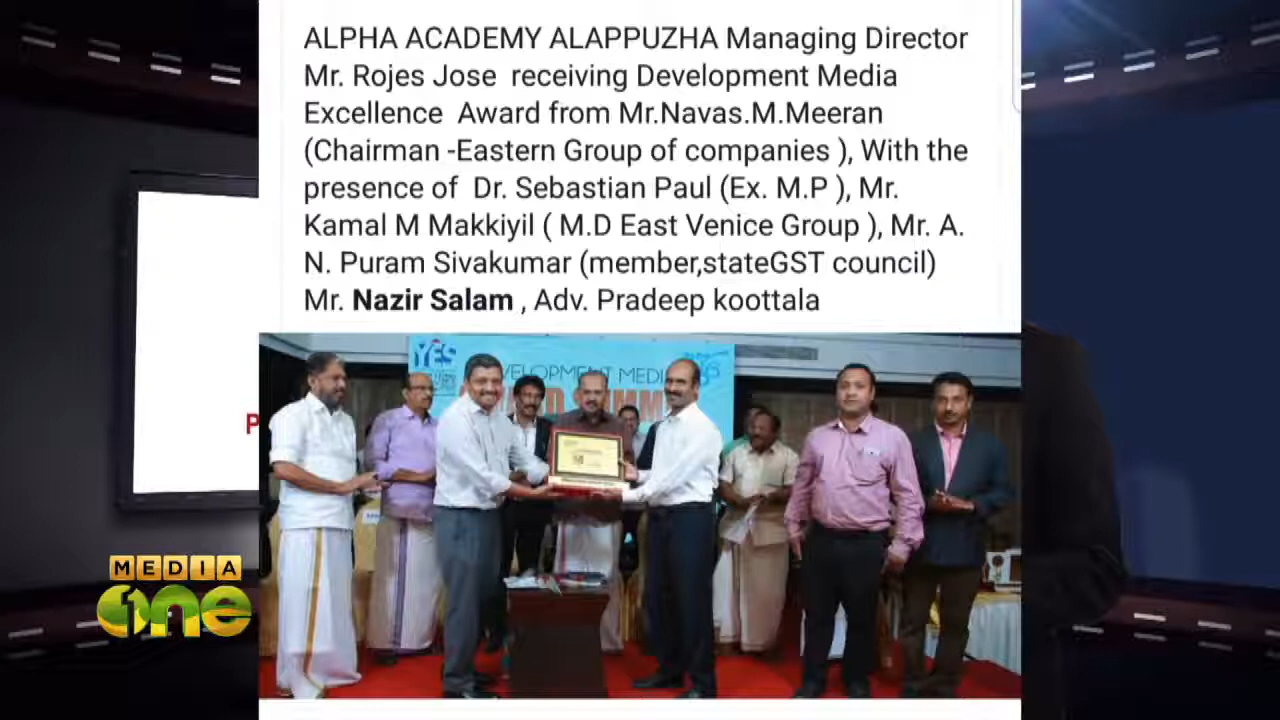 ALPHA ACADEMY ALAPPUZHA Managing Director
Mr. Rojes Jose receiving Development Media
Excellence Award from Mr.Navas.M.Meeran
(Chairman -Eastern Group of companies ), With the
presence of Dr. Sebastian Paul (Ex. M.P ), Mr.
Kamal M Makkiyil ( M.D East Venice Group ), Mr. A.
N. Puram Sivakumar (member,stateGST council)
Mr. Nazir Salam , Adv. Pradeep koottala
YES
VELOPMENT MEDI
P
MEDIA
one